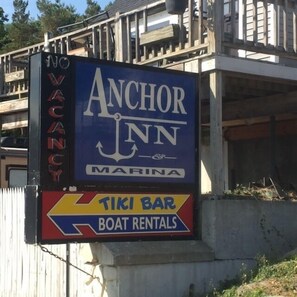 NO
VACANCY
ANCHOR
INN
&
MARINA
TIKI BAR
BOAT RENTALS